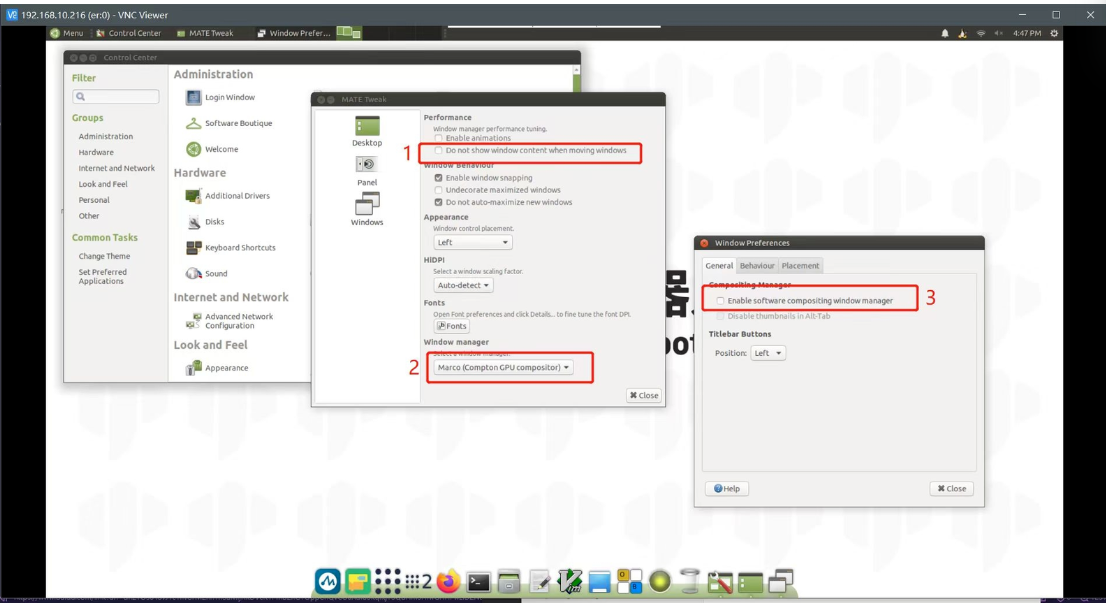 192.168.10.216 (er:0) - VNC Viewer
Menu Control Center MATE Tweak Window Prefer... 4:47 PM
Control Center
Filter
Groups
Administration
Hardware
Internet and Network
Look and Feel
Personal
Other
Common Tasks
Change Theme
Set Preferred
Applications
Administration
Login Window
Software Boutique
Welcome
Hardware
Additional Drivers
Disks
Keyboard Shortcuts
Sound
Internet and Network
Advanced Network
Configuration
Look and Feel
Appearance
MATE Tweak
Desktop
Panel
Windows
Performance
Window manager performance tuning.
Enable animations
1
Do not show window content when moving windows
Window Behaviour
Enable window snapping
Undecorate maximized windows
Do not auto-maximize new windows
Appearance
Window control placement.
Left
HiDPI
Select a window scaling factor.
Auto-detect
Fonts
Open Font preferences and click Details... to fine tune the font DPI.
Fonts
Window manager
Select a window manager.
2
Marco (Compton GPU compositor)
Close
Window Preferences
General Behaviour Placement
Compositing Manager
Enable software compositing window manager
3
Disable thumbnails in Alt-Tab
Titlebar Buttons
Position: Left
Help
Close
2